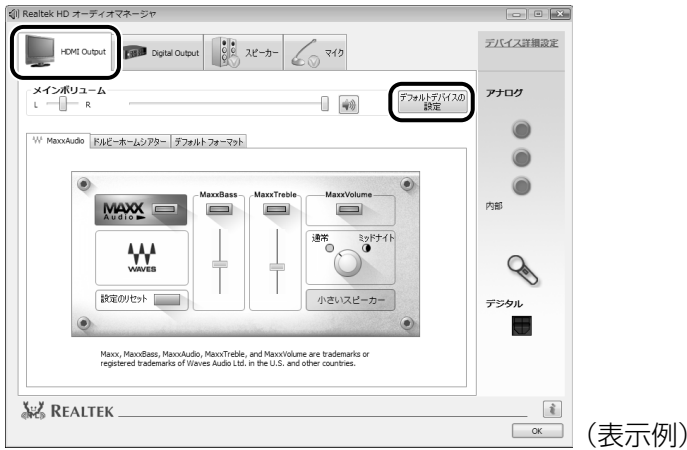 Realtek HD オーディオマネージャ
HDMI Output
Digital Output
スピーカー
マイク
デバイス詳細設定
メインボリューム
L
R
デフォルトデバイスの
設定
アナログ
MaxxAudio
ドルビーホームシアター
デフォルトフォーマット
MAXX
Audio
MaxxBass
MaxxTreble
MaxxVolume
通常
ミッドナイト
WAVES
設定のリセット
小さいスピーカー
内部
デジタル
Maxx, MaxxBass, MaxxAudio, MaxxTreble, and MaxxVolume are trademarks or
registered trademarks of Waves Audio Ltd. in the U.S. and other countries.
REALTEK
i
OK
(表示例)